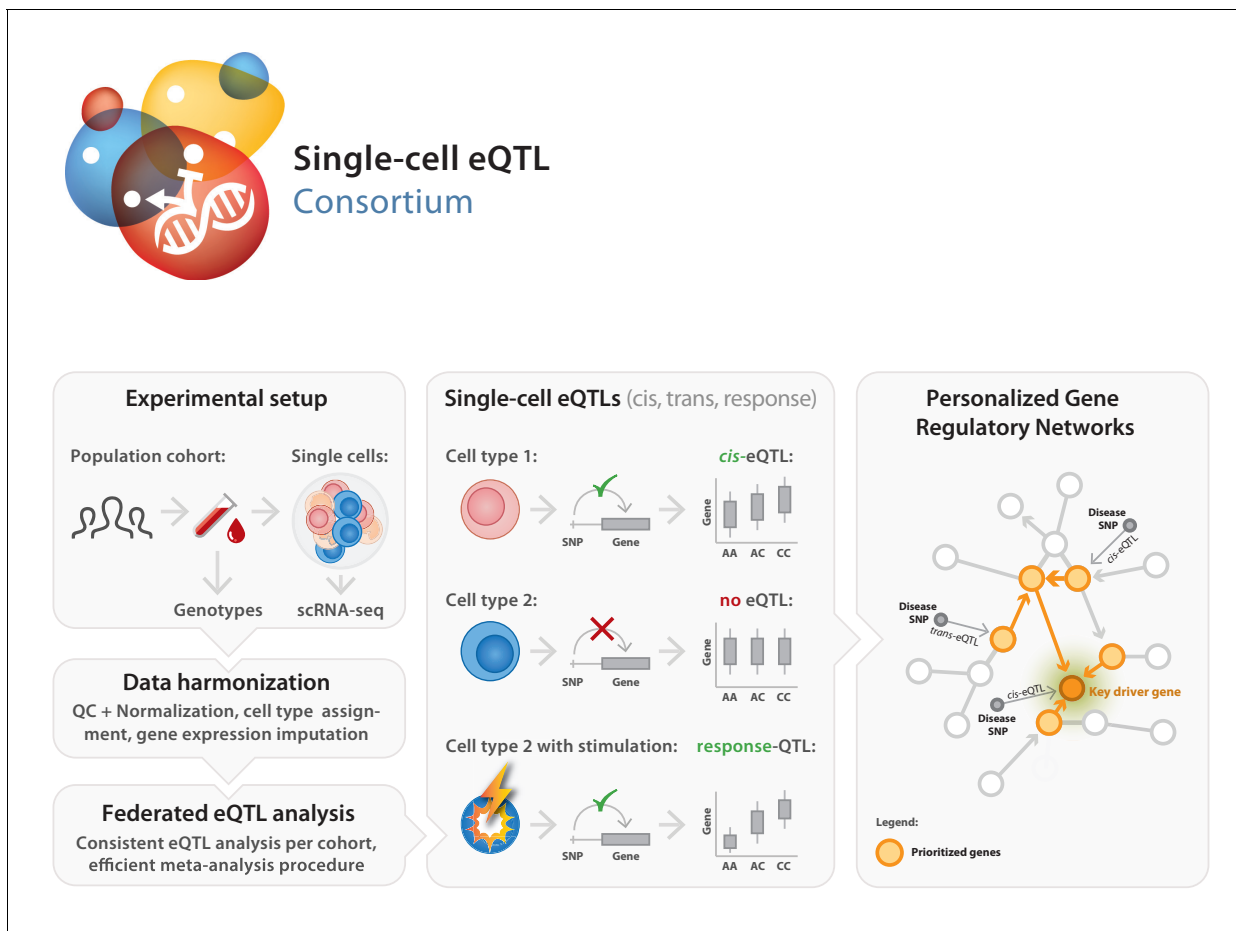 Single-cell eQTL
Consortium
Experimental setup
Population cohort:
Single cells:
Genotypes
scRNA-seq
Data harmonization
QC + Normalization, cell type assign-
ment, gene expression imputation
Federated eQTL analysis
Consistent eQTL analysis per cohort,
efficient meta-analysis procedure
Single-cell eQTLs (cis, trans, response)
Cell type 1:
cis-eQTL:
SNP
Gene
Gene
AA
AC
CC
Cell type 2:
no eQTL:
SNP
Gene
Gene
AA
AC
CC
Cell type 2 with stimulation:
response-QTL:
SNP
Gene
Gene
AA
AC
CC
Personalized Gene
Regulatory Networks
Disease
SNP
cis-eQTL
Disease
SNP
trans-eQTL
cis-eQTL
Key driver gene
Disease
SNP
Legend:
Prioritized genes